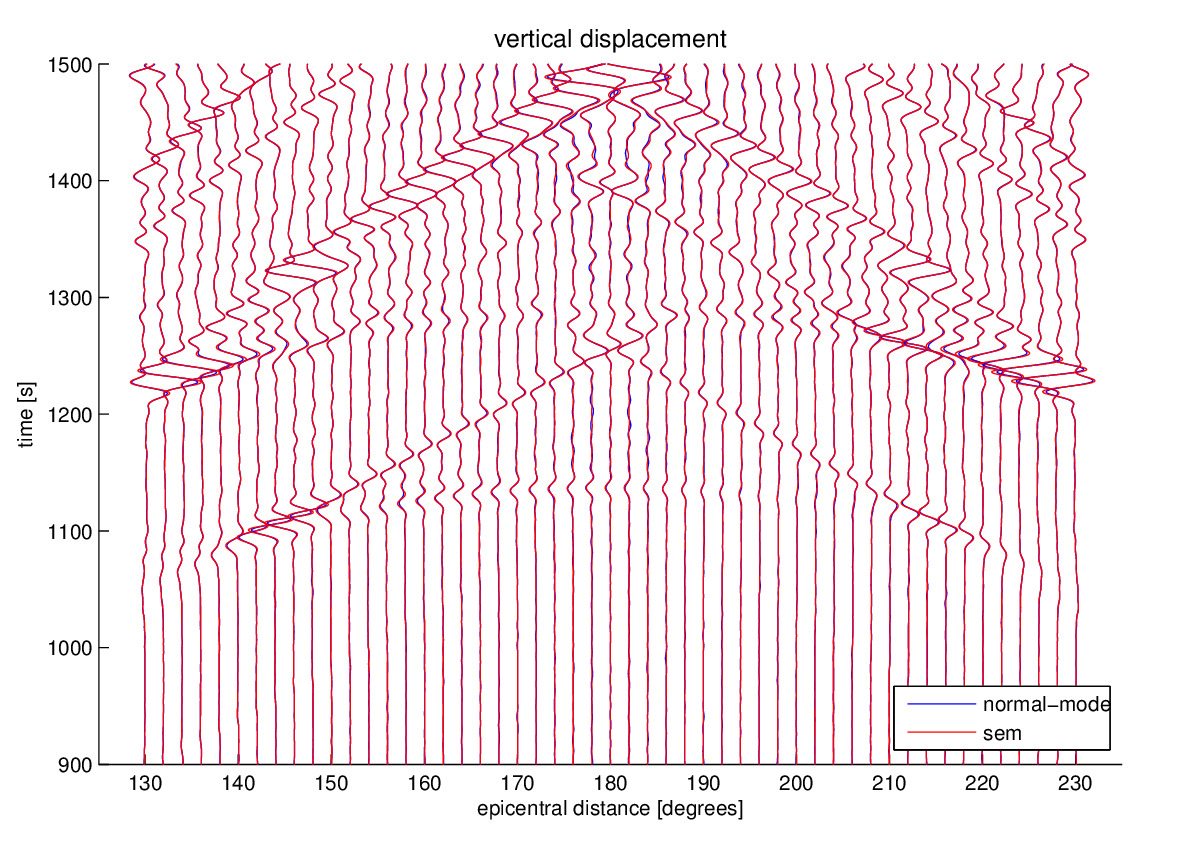 vertical displacement
1500
1400
1300
1200
1100
1000
900
time [s]
130 140 150 160 170 180 190 200 210 220 230
epicentral distance [degrees]
normal−mode
sem